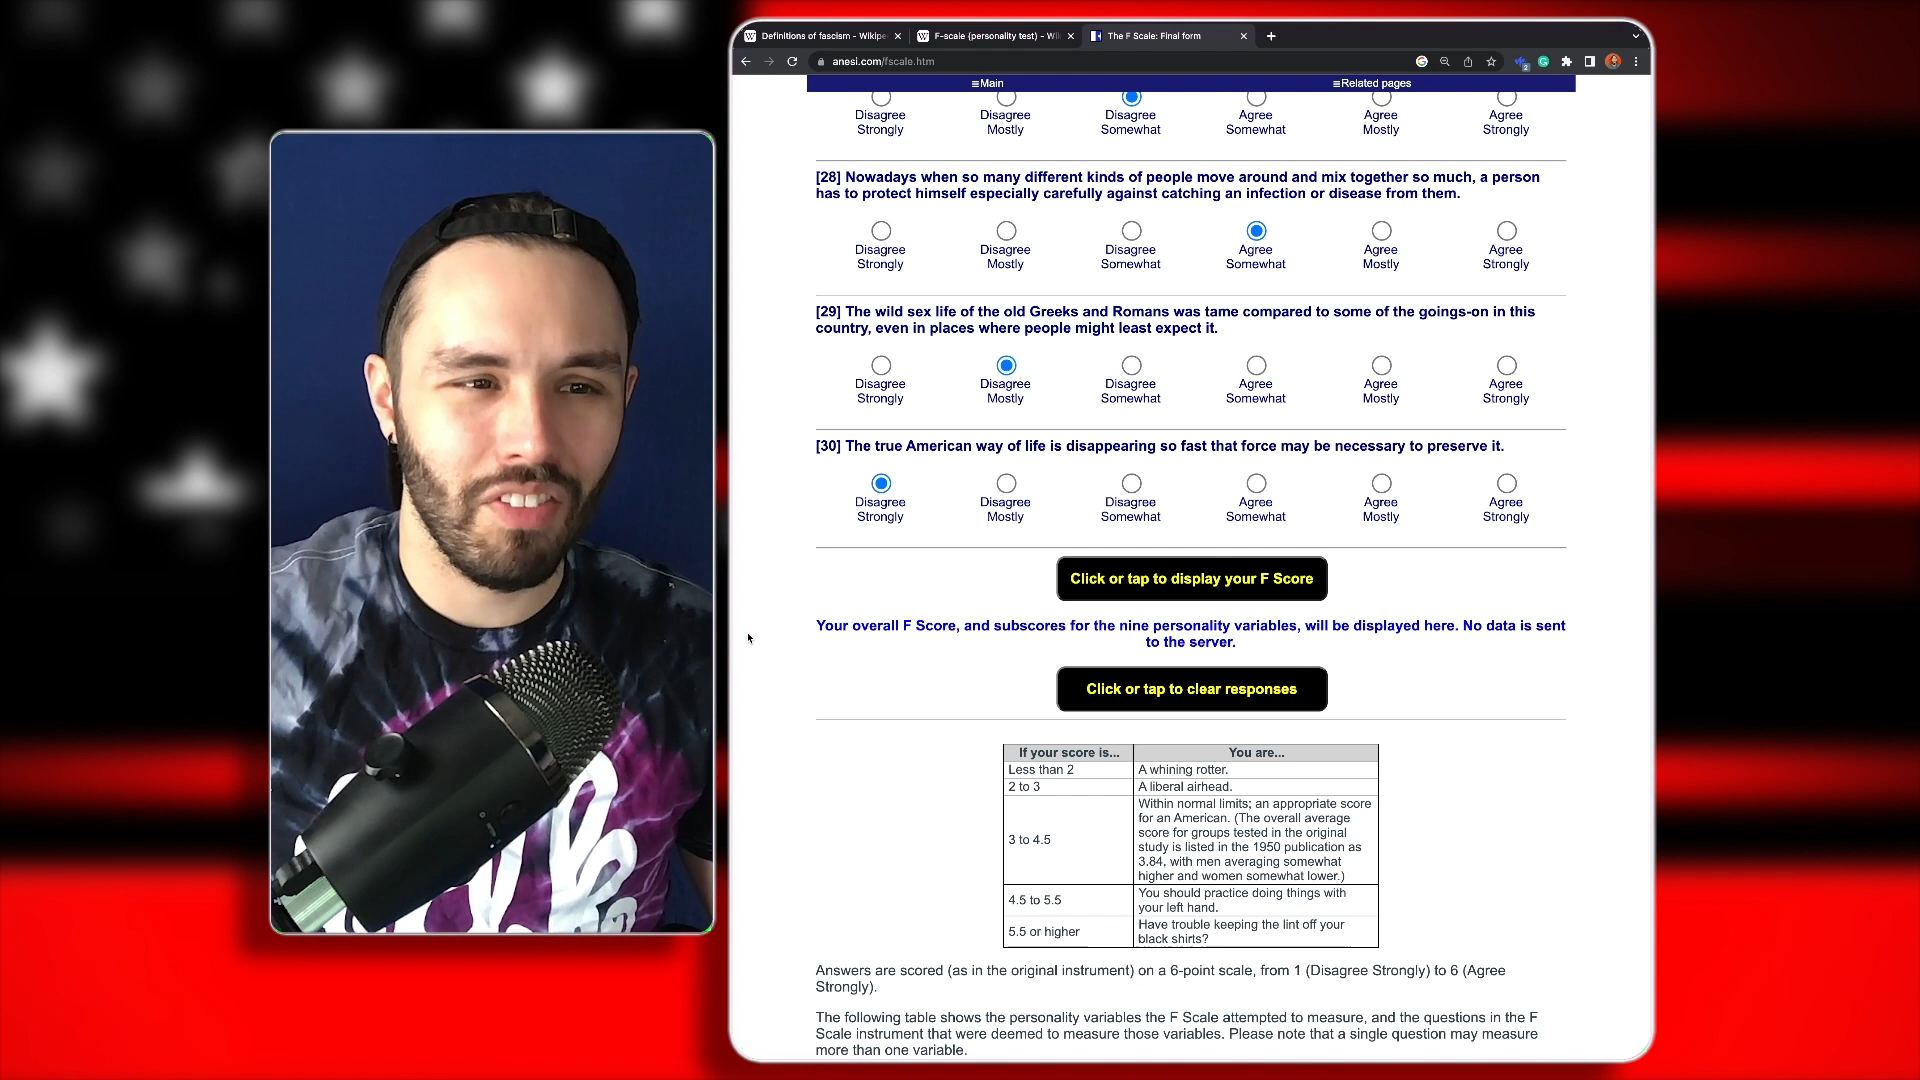 Definitions of fascism - Wikipe
F-scale (personality test) - Wi
The F Scale: Final form
anesi.com/fscale.htm
2
≡Main
≡Related pages
Disagree Strongly
Disagree Mostly
Disagree Somewhat
Agree Somewhat
Agree Mostly
Agree Strongly
[28] Nowadays when so many different kinds of people move around and mix together so much, a person
has to protect himself especially carefully against catching an infection or disease from them.
Disagree Strongly
Disagree Mostly
Disagree Somewhat
Agree Somewhat
Agree Mostly
Agree Strongly
[29] The wild sex life of the old Greeks and Romans was tame compared to some of the goings-on in this
country, even in places where people might least expect it.
Disagree Strongly
Disagree Mostly
Disagree Somewhat
Agree Somewhat
Agree Mostly
Agree Strongly
[30] The true American way of life is disappearing so fast that force may be necessary to preserve it.
Disagree Strongly
Disagree Mostly
Disagree Somewhat
Agree Somewhat
Agree Mostly
Agree Strongly
Click or tap to display your F Score
Your overall F Score, and subscores for the nine personality variables, will be displayed here. No data is sent
to the server.
Click or tap to clear responses
If your score is... You are...
Less than 2 A whining rotter.
2 to 3 A liberal airhead.
3 to 4.5
Within normal limits; an appropriate score
for an American. (The overall average
score for groups tested in the original
study is listed in the 1950 publication as
3.84, with men averaging somewhat
higher and women somewhat lower.)
4.5 to 5.5
You should practice doing things with
your left hand.
5.5 or higher
Have trouble keeping the lint off your
black shirts?
Answers are scored (as in the original instrument) on a 6-point scale, from 1 (Disagree Strongly) to 6 (Agree
Strongly).
The following table shows the personality variables the F Scale attempted to measure, and the questions in the F
Scale instrument that were deemed to measure those variables. Please note that a single question may measure
more than one variable.